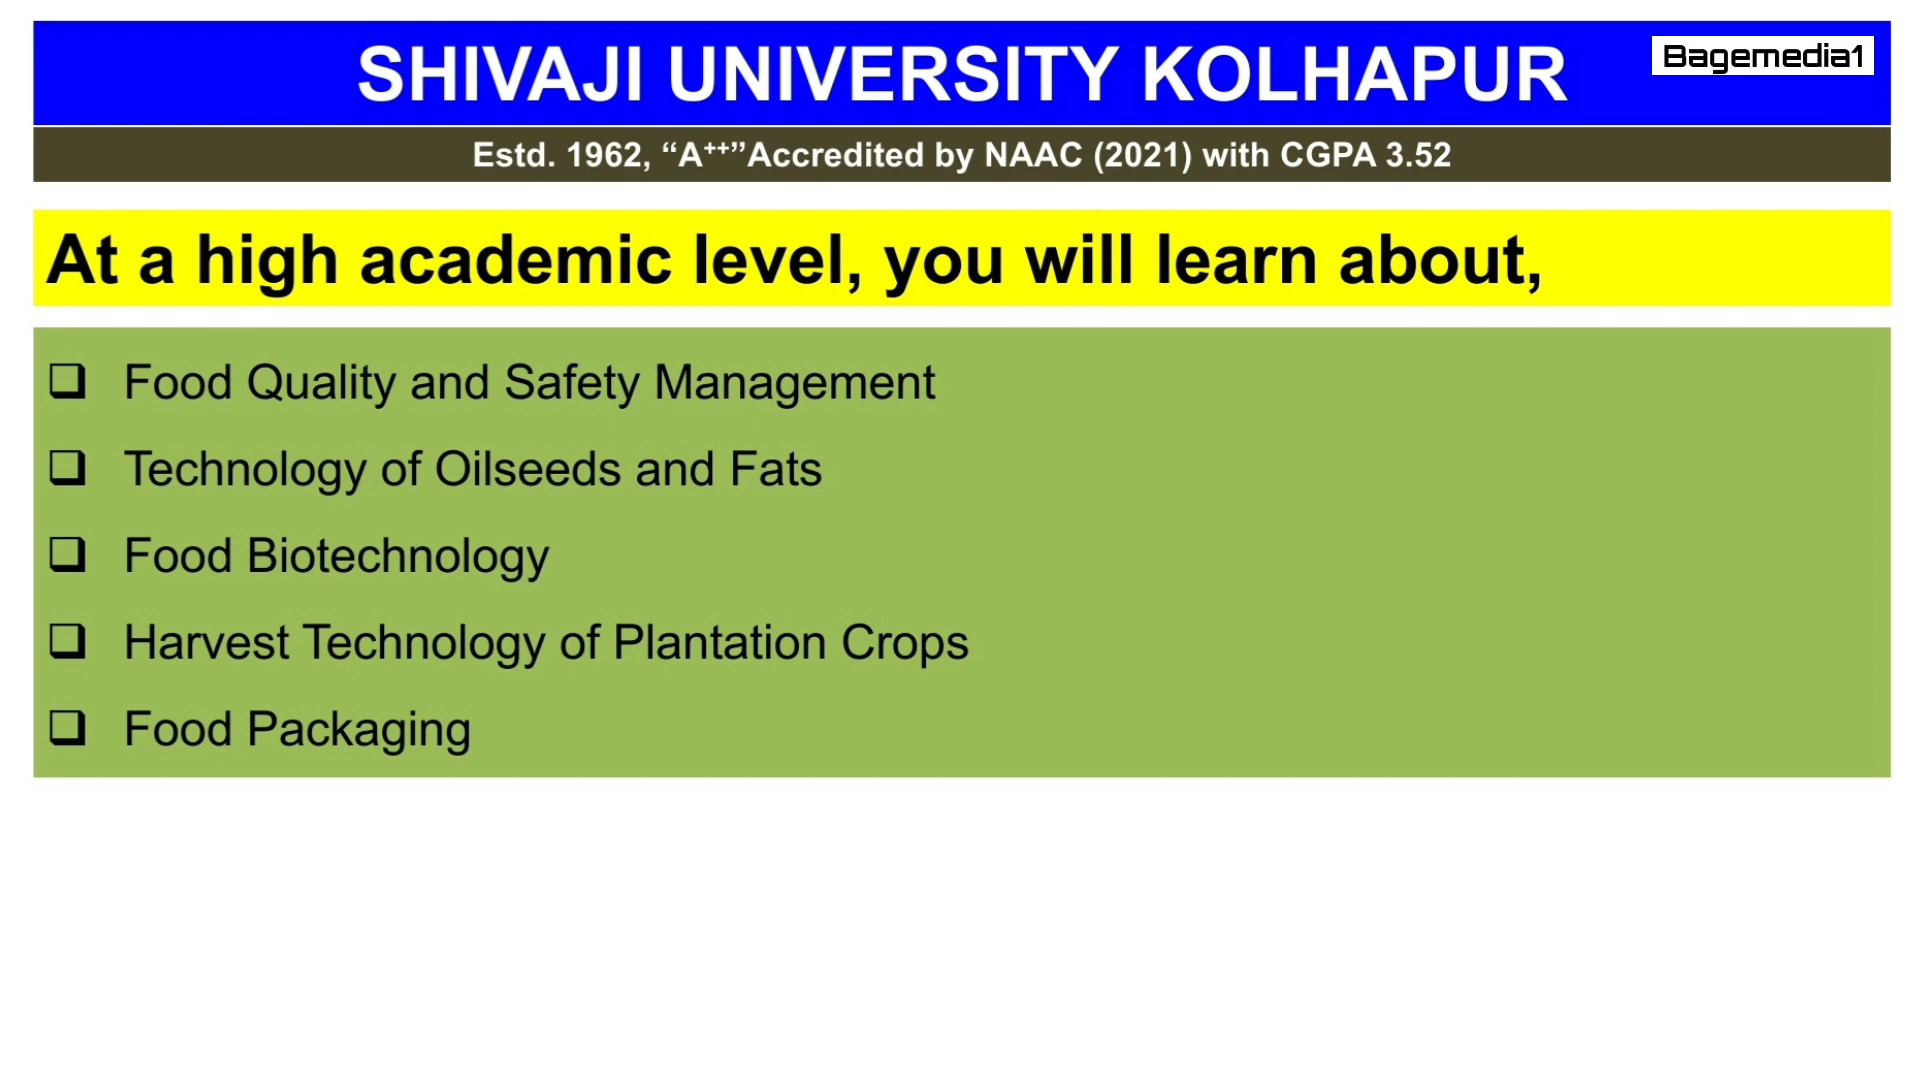 SHIVAJI UNIVERSITY KOLHAPUR
Bagemedia1
Estd. 1962, “A++”Accredited by NAAC (2021) with CGPA 3.52
At a high academic level, you will learn about,
❑ Food Quality and Safety Management
❑ Technology of Oilseeds and Fats
❑ Food Biotechnology
❑ Harvest Technology of Plantation Crops
❑ Food Packaging